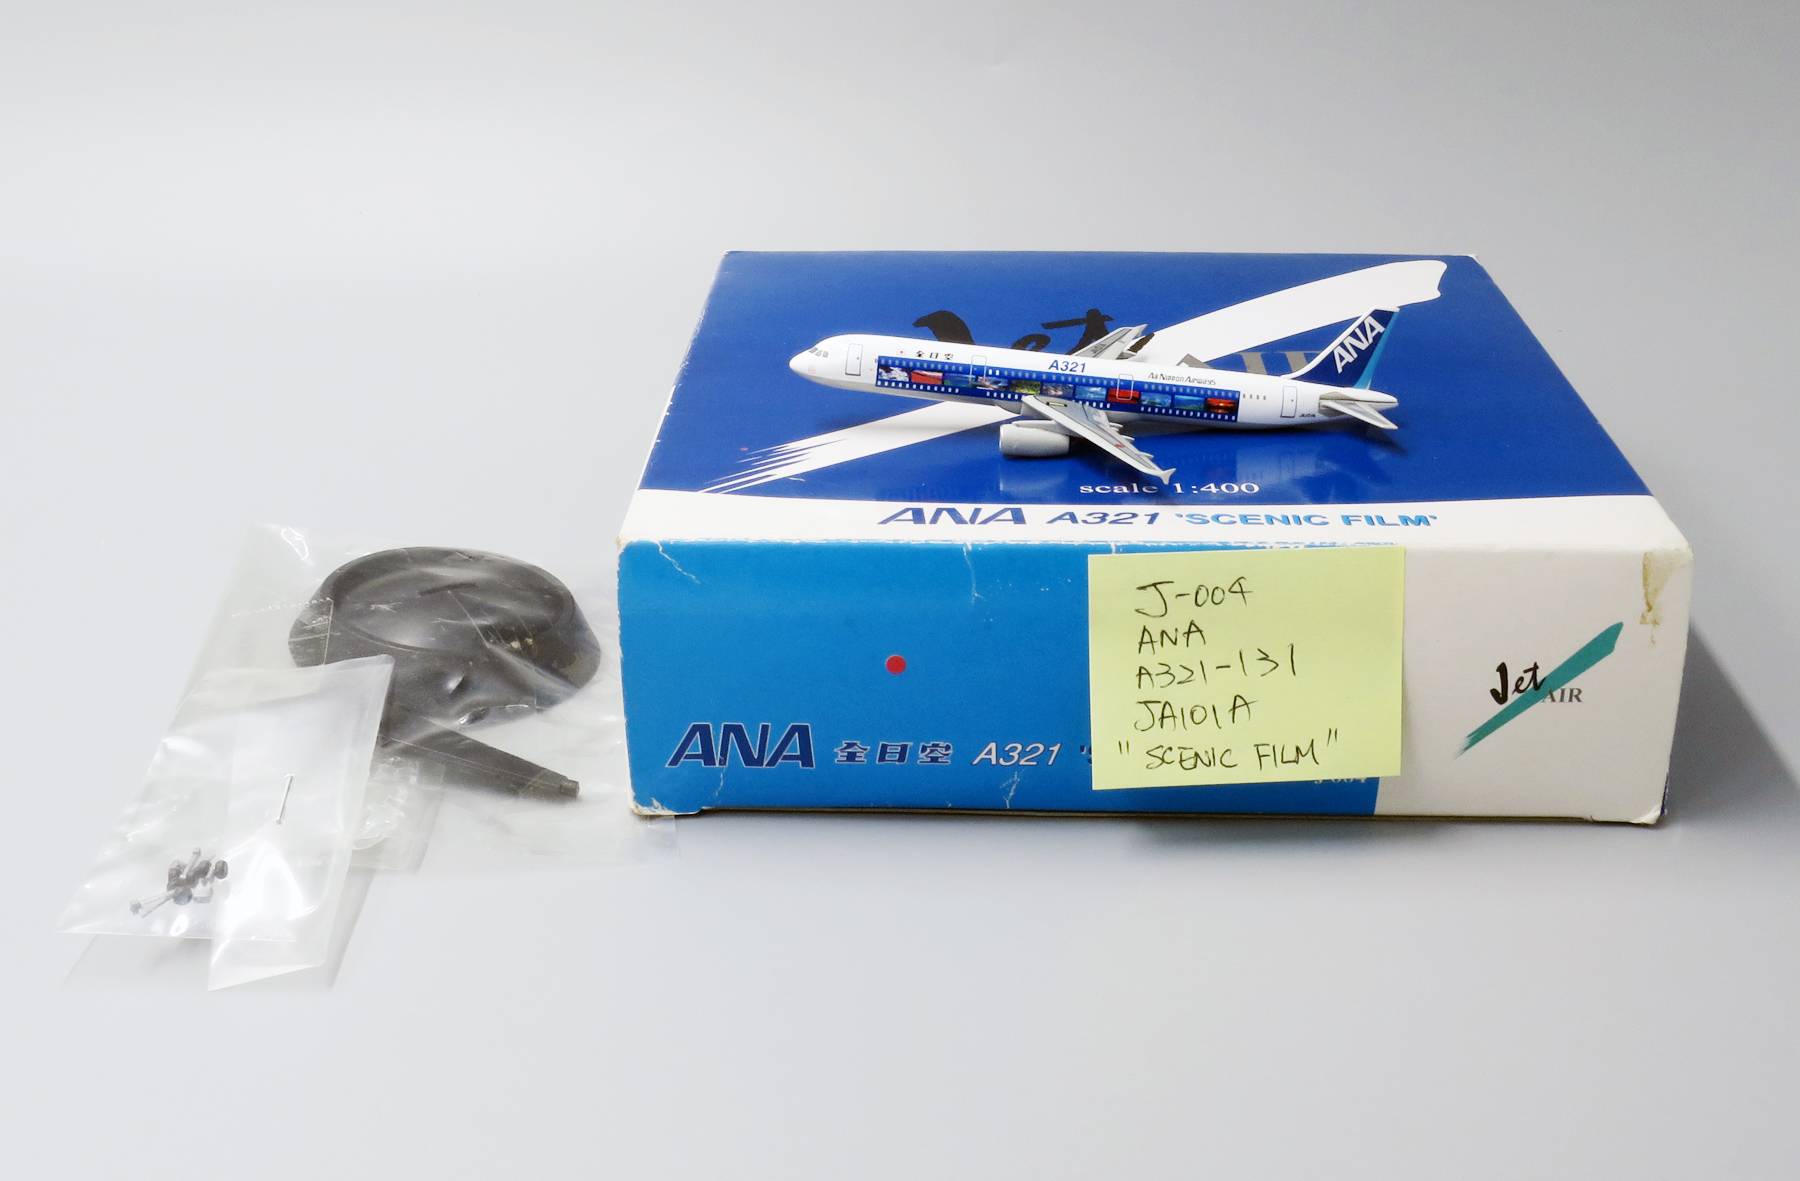 全日空
A321
All Nippon Airways
ANA
scale 1:400
ANA A321 'SCENIC FILM'
ANA 全日空 A321
J-004
ANA
A321-131
JA101A
"SCENIC FILM"
Jet
AIR